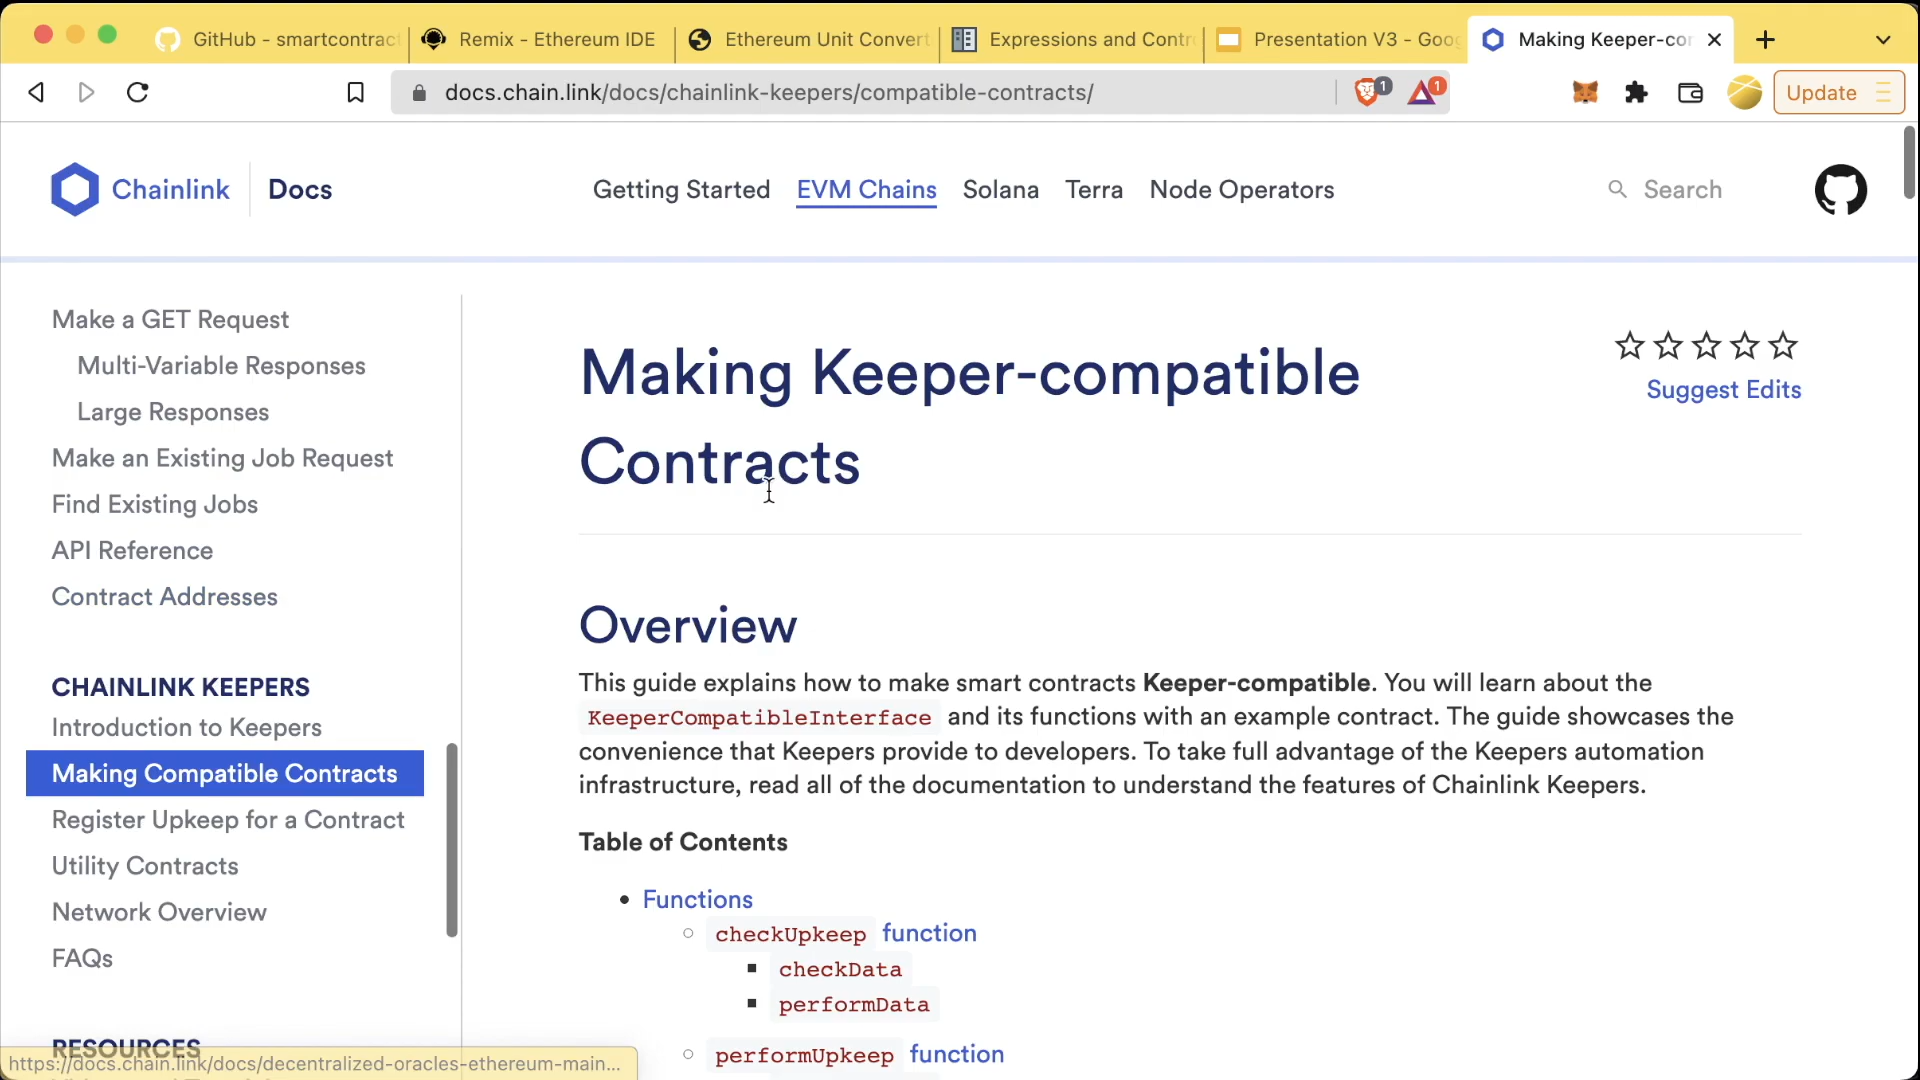 GitHub - smartcontract
Remix - Ethereum IDE
Ethereum Unit Convert
Expressions and Contr
Presentation V3 - Goog
Making Keeper-con
docs.chain.link/docs/chainlink-keepers/compatible-contracts/
1
1
Update
Chainlink
Docs
Getting Started
EVM Chains
Solana
Terra
Node Operators
Search
Make a GET Request
Multi-Variable Responses
Large Responses
Make an Existing Job Request
Find Existing Jobs
API Reference
Contract Addresses
CHAINLINK KEEPERS
Introduction to Keepers
Making Compatible Contracts
Register Upkeep for a Contract
Utility Contracts
Network Overview
FAQs
RESOURCES
https://docs.chain.link/docs/decentralized-oracles-ethereum-main...
Making Keeper-compatible
Contracts
Suggest Edits
Overview
This guide explains how to make smart contracts Keeper-compatible. You will learn about the
KeeperCompatibleInterface and its functions with an example contract. The guide showcases the
convenience that Keepers provide to developers. To take full advantage of the Keepers automation
infrastructure, read all of the documentation to understand the features of Chainlink Keepers.
Table of Contents
• Functions
checkUpkeep function
checkData
performData
performUpkeep function